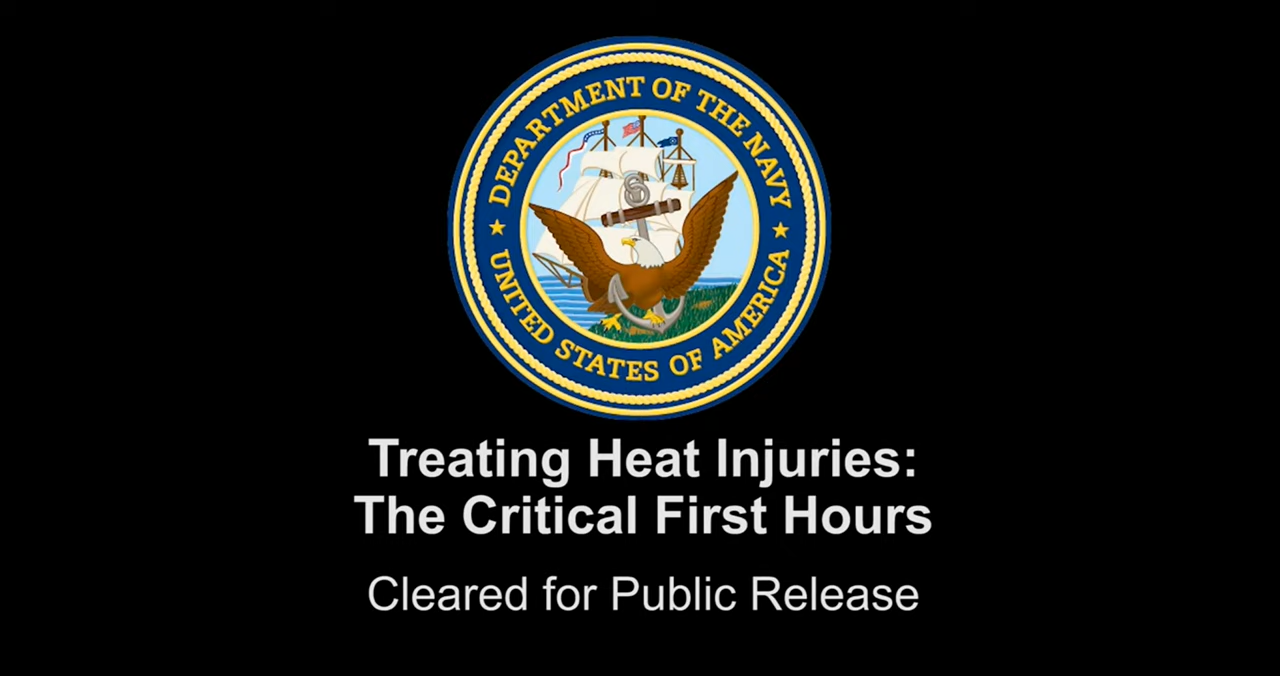 DEPARTMENT OF THE NAVY
UNITED STATES OF AMERICA
Treating Heat Injuries:
The Critical First Hours
Cleared for Public Release